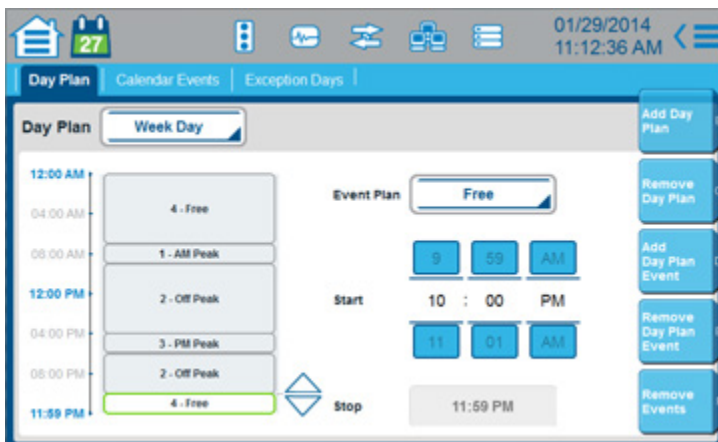 27
01/29/2014
11:12:36 AM
Day Plan
Calendar Events
Exception Days
Day Plan
Week Day
12:00 AM
04:00 AM
08:00 AM
12:00 PM
04:00 PM
08:00 PM
11:59 PM
4 - Free
1 - AM Peak
2 - Off Peak
3 - PM Peak
2 - Off Peak
4 - Free
Event Plan
Free
9 59 AM
Start
10 : 00 PM
11 01 AM
Stop
11:59 PM
Add Day
Plan
Remove
Day Plan
Add
Day Plan
Event
Remove
Day Plan
Event
Remove
Events